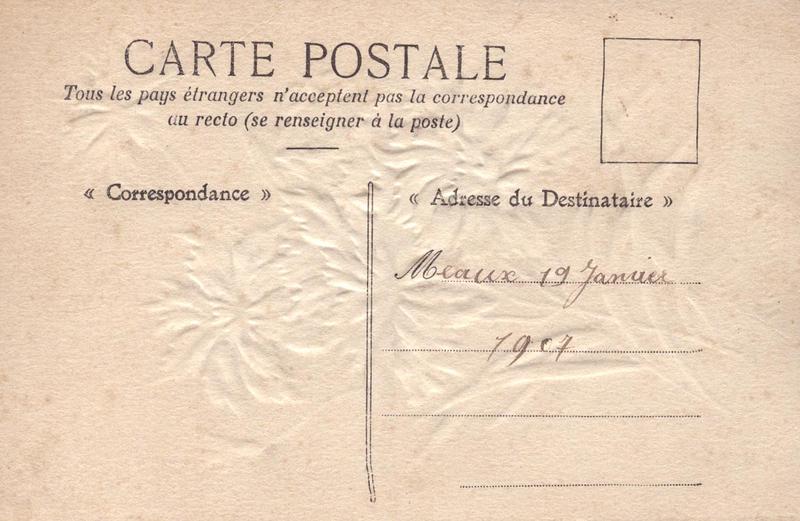 CARTE POSTALE
Tous les pays étrangers n'acceptent pas la correspondance
au recto (se renseigner à la poste)
« Correspondance »
« Adresse du Destinataire »
Meaux 19 Janvier
1907